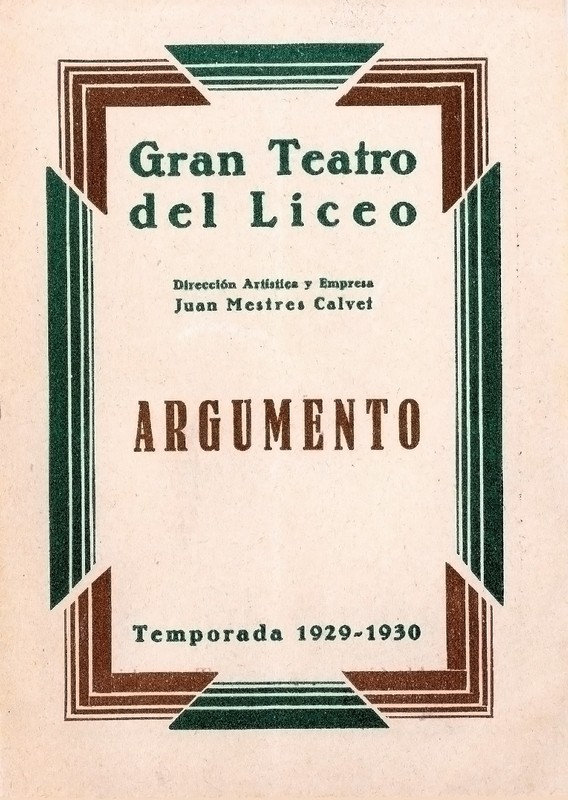 Gran Teatro
del Liceo
Dirección Artística y Empresa
Juan Mestres Calvet
ARGUMENTO
Temporada 1929-1930